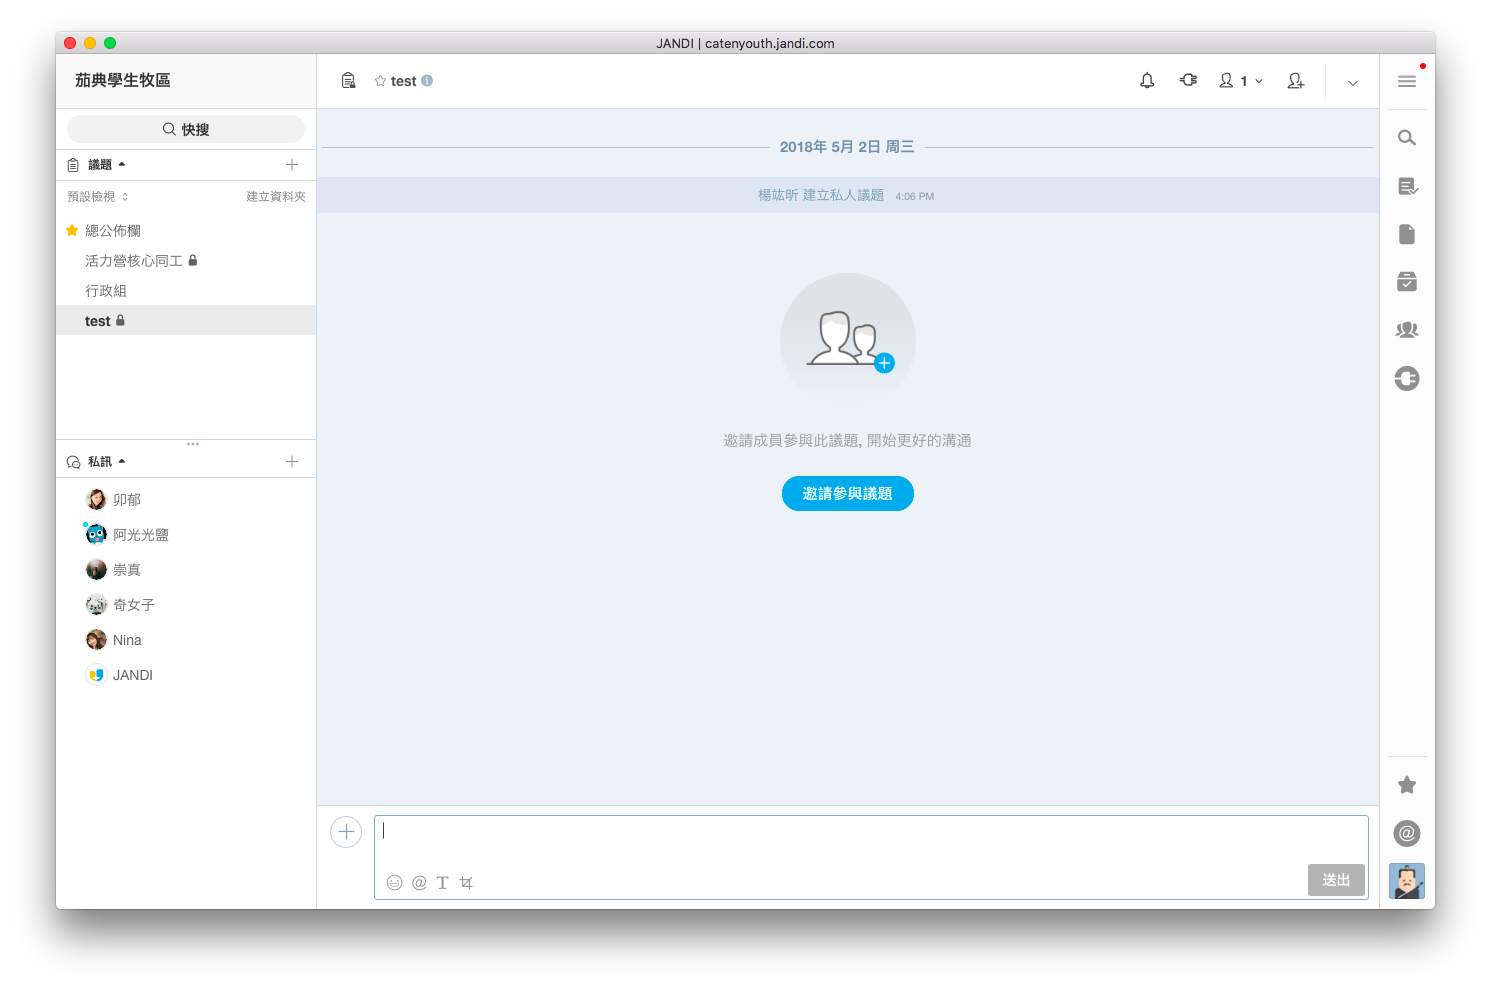 JANDI | catenyouth.jandi.com
茄典學生牧區
快搜
議題
預設檢視
建立資料夾
總公佈欄
活力營核心同工
行政組
test
私訊
卯郁
阿光光鹽
崇真
奇女子
Nina
JANDI
test
1
2018年 5月 2日 周三
楊竑昕 建立私人議題 4:06 PM
邀請成員參與此議題, 開始更好的溝通
邀請參與議題
送出